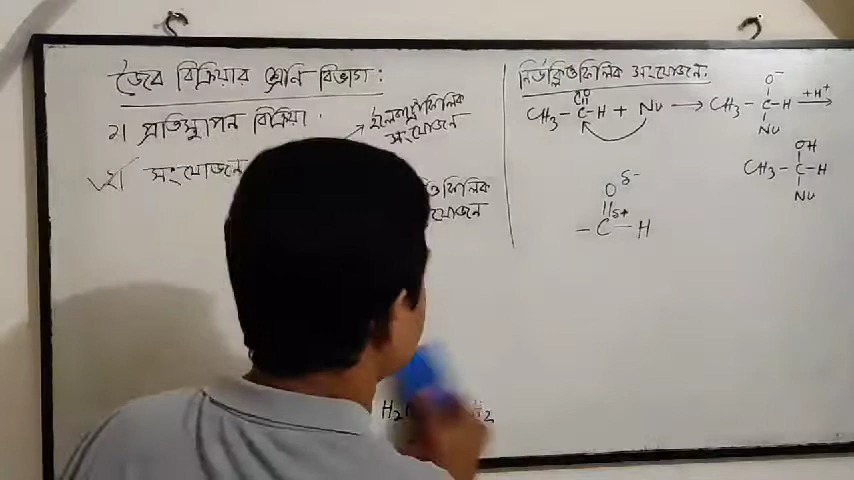 জৈব বিক্রিয়ার শ্রেনি বিভাগ:
১। প্রতিস্থাপন বিক্রিয়া
২। সংযোজন
ইলেকট্রোফিলিক
সংযোজন
ফিলিক
য়োজন
H₂
নিউক্লিওফিলিক সংযোজন:
CH₃ – C – H + Nu → CH₃ – C – H +H⁺ →
O⁻
Nu
OH
CH₃ – C – H
Nu
O δ-
|| δ+
– C – H